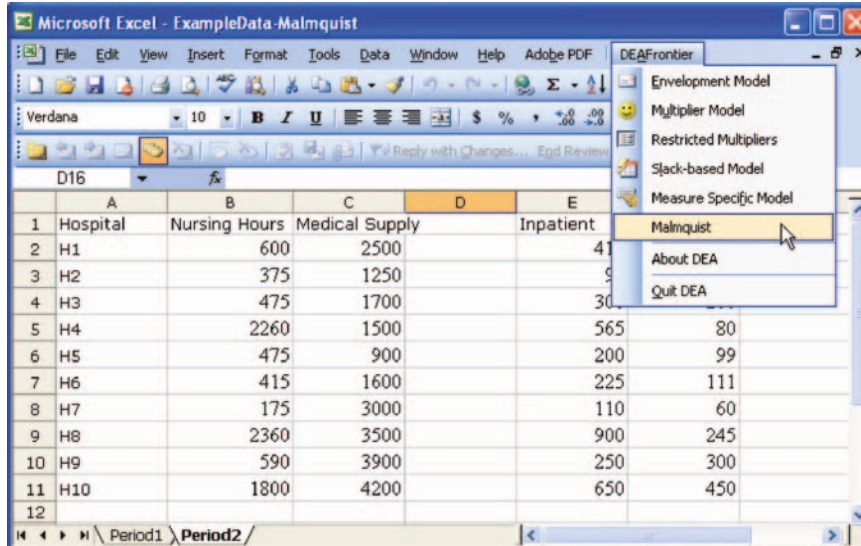 Microsoft Excel - ExampleData-Malmquist
File Edit View Insert Format Tools Data Window Help Adobe PDF DEAFrontier
Envelopment Model
Multiplier Model
Restricted Multipliers
Slack-based Model
Measure Specific Model
Malmquist
About DEA
Quit DEA
Verdana 10 B I U $ % , .00 .00
Reply with Changes... End Review
D16 fx
A B C D E
1 Hospital Nursing Hours Medical Supply Inpatient
2 H1 600 2500
3 H2 375 1250
4 H3 475 1700
5 H4 2260 1500 565 80
6 H5 475 900 200 99
7 H6 415 1600 225 111
8 H7 175 3000 110 60
9 H8 2360 3500 900 245
10 H9 590 3900 250 300
11 H10 1800 4200 650 450
12
Period1 Period2